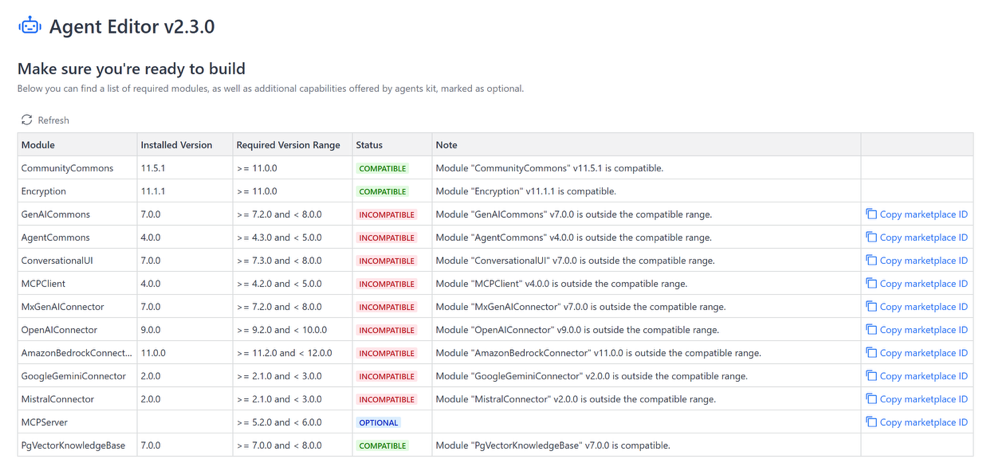 Agent Editor v2.3.0
Make sure you're ready to build
Below you can find a list of required modules, as well as additional capabilities offered by agents kit, marked as optional.
Refresh
Module Installed Version Required Version Range Status Note
CommunityCommons 11.5.1 >= 11.0.0 COMPATIBLE Module "CommunityCommons" v11.5.1 is compatible.
Encryption 11.1.1 >= 11.0.0 COMPATIBLE Module "Encryption" v11.1.1 is compatible.
GenAICommons 7.0.0 >= 7.2.0 and < 8.0.0 INCOMPATIBLE Module "GenAICommons" v7.0.0 is outside the compatible range. Copy marketplace ID
AgentCommons 4.0.0 >= 4.3.0 and < 5.0.0 INCOMPATIBLE Module "AgentCommons" v4.0.0 is outside the compatible range. Copy marketplace ID
ConversationalUI 7.0.0 >= 7.3.0 and < 8.0.0 INCOMPATIBLE Module "ConversationalUI" v7.0.0 is outside the compatible range. Copy marketplace ID
MCPClient 4.0.0 >= 4.2.0 and < 5.0.0 INCOMPATIBLE Module "MCPClient" v4.0.0 is outside the compatible range. Copy marketplace ID
MxGenAIConnector 7.0.0 >= 7.2.0 and < 8.0.0 INCOMPATIBLE Module "MxGenAIConnector" v7.0.0 is outside the compatible range. Copy marketplace ID
OpenAIConnector 9.0.0 >= 9.2.0 and < 10.0.0 INCOMPATIBLE Module "OpenAIConnector" v9.0.0 is outside the compatible range. Copy marketplace ID
AmazonBedrockConnect... 11.0.0 >= 11.2.0 and < 12.0.0 INCOMPATIBLE Module "AmazonBedrockConnector" v11.0.0 is outside the compatible range. Copy marketplace ID
GoogleGeminiConnector 2.0.0 >= 2.1.0 and < 3.0.0 INCOMPATIBLE Module "GoogleGeminiConnector" v2.0.0 is outside the compatible range. Copy marketplace ID
MistralConnector 2.0.0 >= 2.1.0 and < 3.0.0 INCOMPATIBLE Module "MistralConnector" v2.0.0 is outside the compatible range. Copy marketplace ID
MCPServer >= 5.2.0 and < 6.0.0 OPTIONAL Copy marketplace ID
PgVectorKnowledgeBase 7.0.0 >= 7.0.0 and < 8.0.0 COMPATIBLE Module "PgVectorKnowledgeBase" v7.0.0 is compatible.